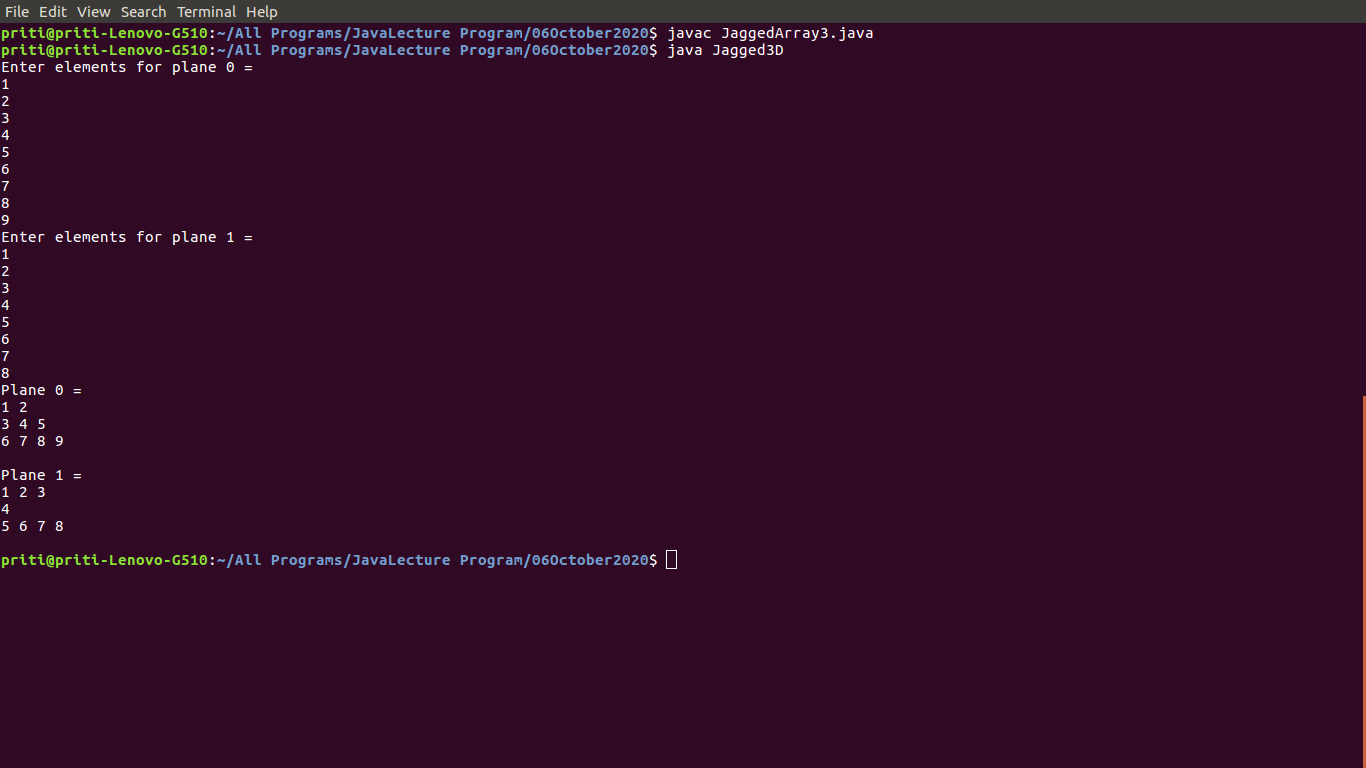 File Edit View Search Terminal Help
priti@priti-Lenovo-G510:~/All Programs/JavaLecture Program/06October2020$ javac JaggedArray3.java
priti@priti-Lenovo-G510:~/All Programs/JavaLecture Program/06October2020$ java Jagged3D
Enter elements for plane 0 =
1
2
3
4
5
6
7
8
9
Enter elements for plane 1 =
1
2
3
4
5
6
7
8
Plane 0 =
1 2
3 4 5
6 7 8 9
Plane 1 =
1 2 3
4
5 6 7 8
priti@priti-Lenovo-G510:~/All Programs/JavaLecture Program/06October2020$